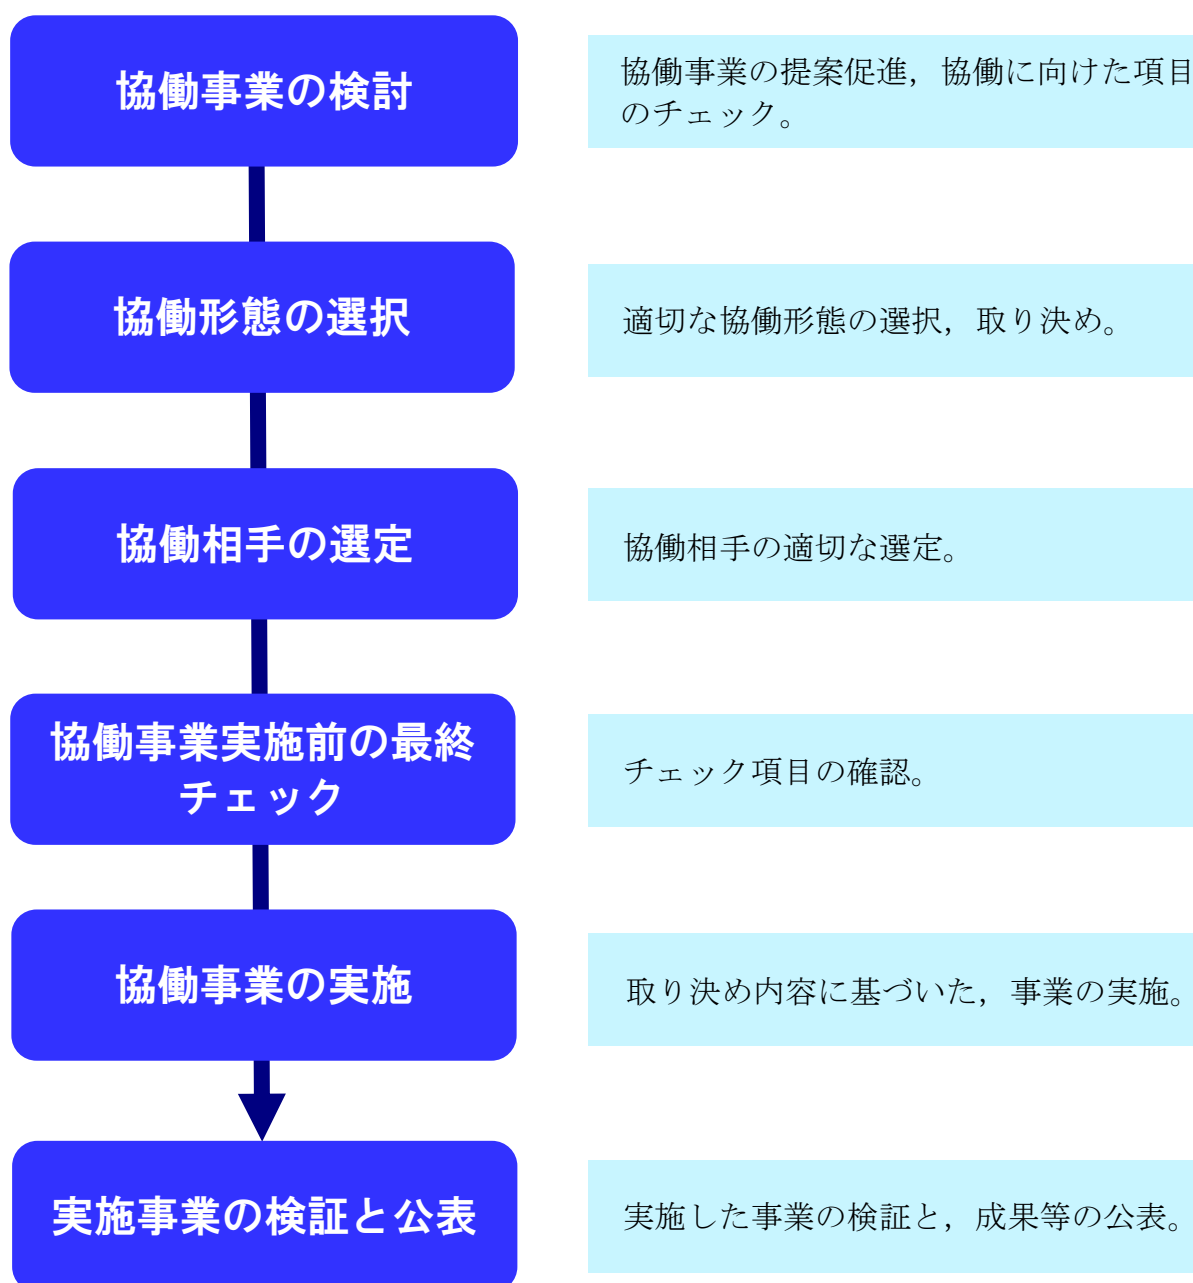 協働事業の検討
協働事業の提案促進，協働に向けた項目
のチェック。
協働形態の選択
適切な協働形態の選択，取り決め。
協働相手の選定
協働相手の適切な選定。
協働事業実施前の最終
チェック
チェック項目の確認。
協働事業の実施
取り決め内容に基づいた，事業の実施。
実施事業の検証と公表
実施した事業の検証と，成果等の公表。